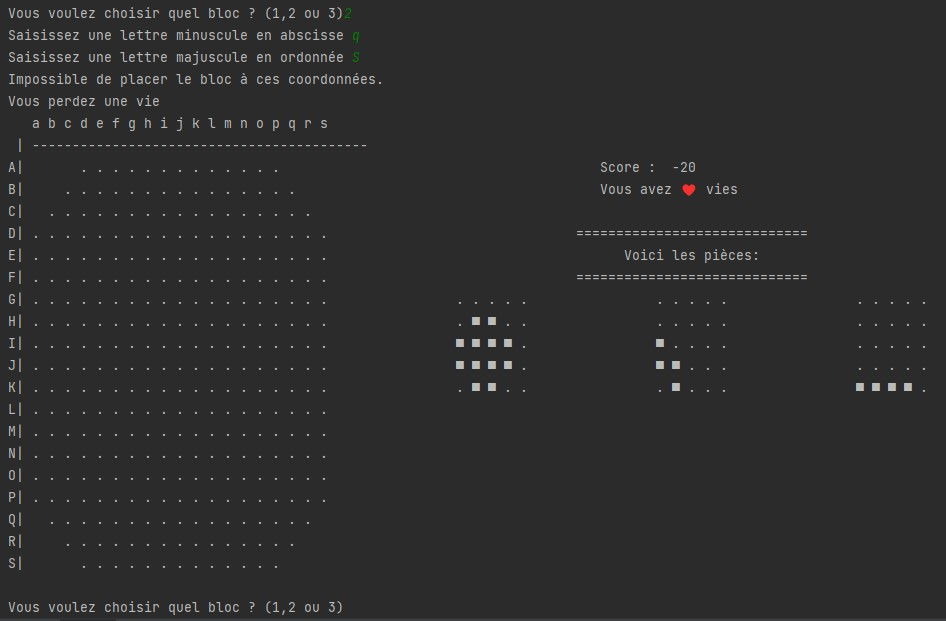 Vous voulez choisir quel bloc ? (1,2 ou 3)2
Saisissez une lettre minuscule en abscisse q
Saisissez une lettre majuscule en ordonnée S
Impossible de placer le bloc à ces coordonnées.
Vous perdez une vie
   a b c d e f g h i j k l m n o p q r s
 | ------------------------------------------
A|       . . . . . . . . . . . . .                                        Score :  -20
B|     . . . . . . . . . . . . . . .                                      Vous avez ❤️ vies
C|   . . . . . . . . . . . . . . . . .
D| . . . . . . . . . . . . . . . . . . .                               =============================
E| . . . . . . . . . . . . . . . . . . .                                     Voici les pièces:
F| . . . . . . . . . . . . . . . . . . .                               =============================
G| . . . . . . . . . . . . . . . . . . .                . . . . .                . . . . .                . . . . .
H| . . . . . . . . . . . . . . . . . . .                . ■ ■ . .                . . . . .                . . . . .
I| . . . . . . . . . . . . . . . . . . .                ■ ■ ■ ■ .                ■ . . . .                . . . . .
J| . . . . . . . . . . . . . . . . . . .                ■ ■ ■ ■ .                ■ ■ . . .                . . . . .
K| . . . . . . . . . . . . . . . . . . .                . ■ ■ . .                . ■ . . .                ■ ■ ■ ■ .
L| . . . . . . . . . . . . . . . . . . .
M| . . . . . . . . . . . . . . . . . . .
N| . . . . . . . . . . . . . . . . . . .
O| . . . . . . . . . . . . . . . . . . .
P| . . . . . . . . . . . . . . . . . . .
Q|   . . . . . . . . . . . . . . . . .
R|     . . . . . . . . . . . . . . .
S|       . . . . . . . . . . . . .
Vous voulez choisir quel bloc ? (1,2 ou 3)